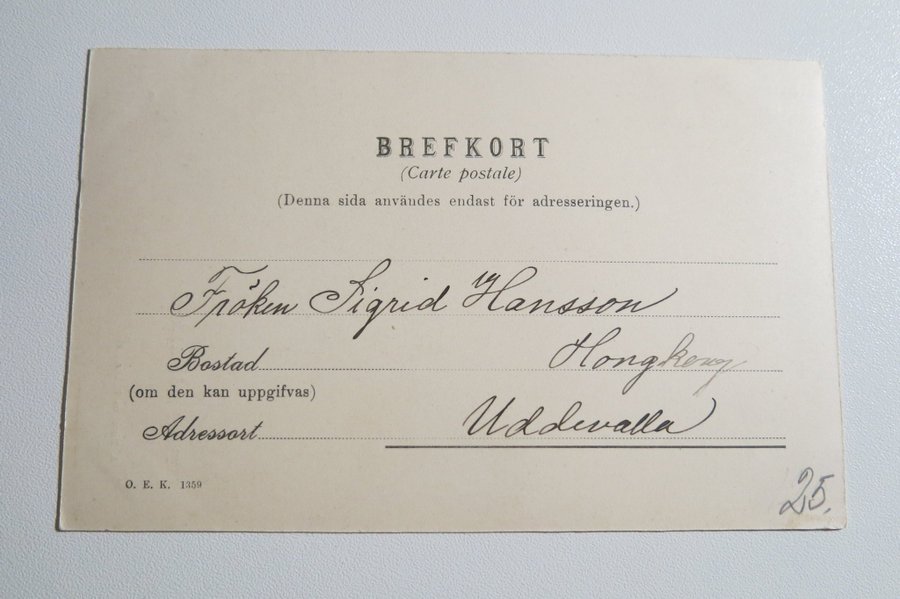 BREFKORT
(Carte postale)
(Denna sida användes endast för adresseringen.)
Fröken Sigrid Hansson
Bostad Hongkong
(om den kan uppgifvas)
Adressort Uddevalla
O. E. K. 1359
25.